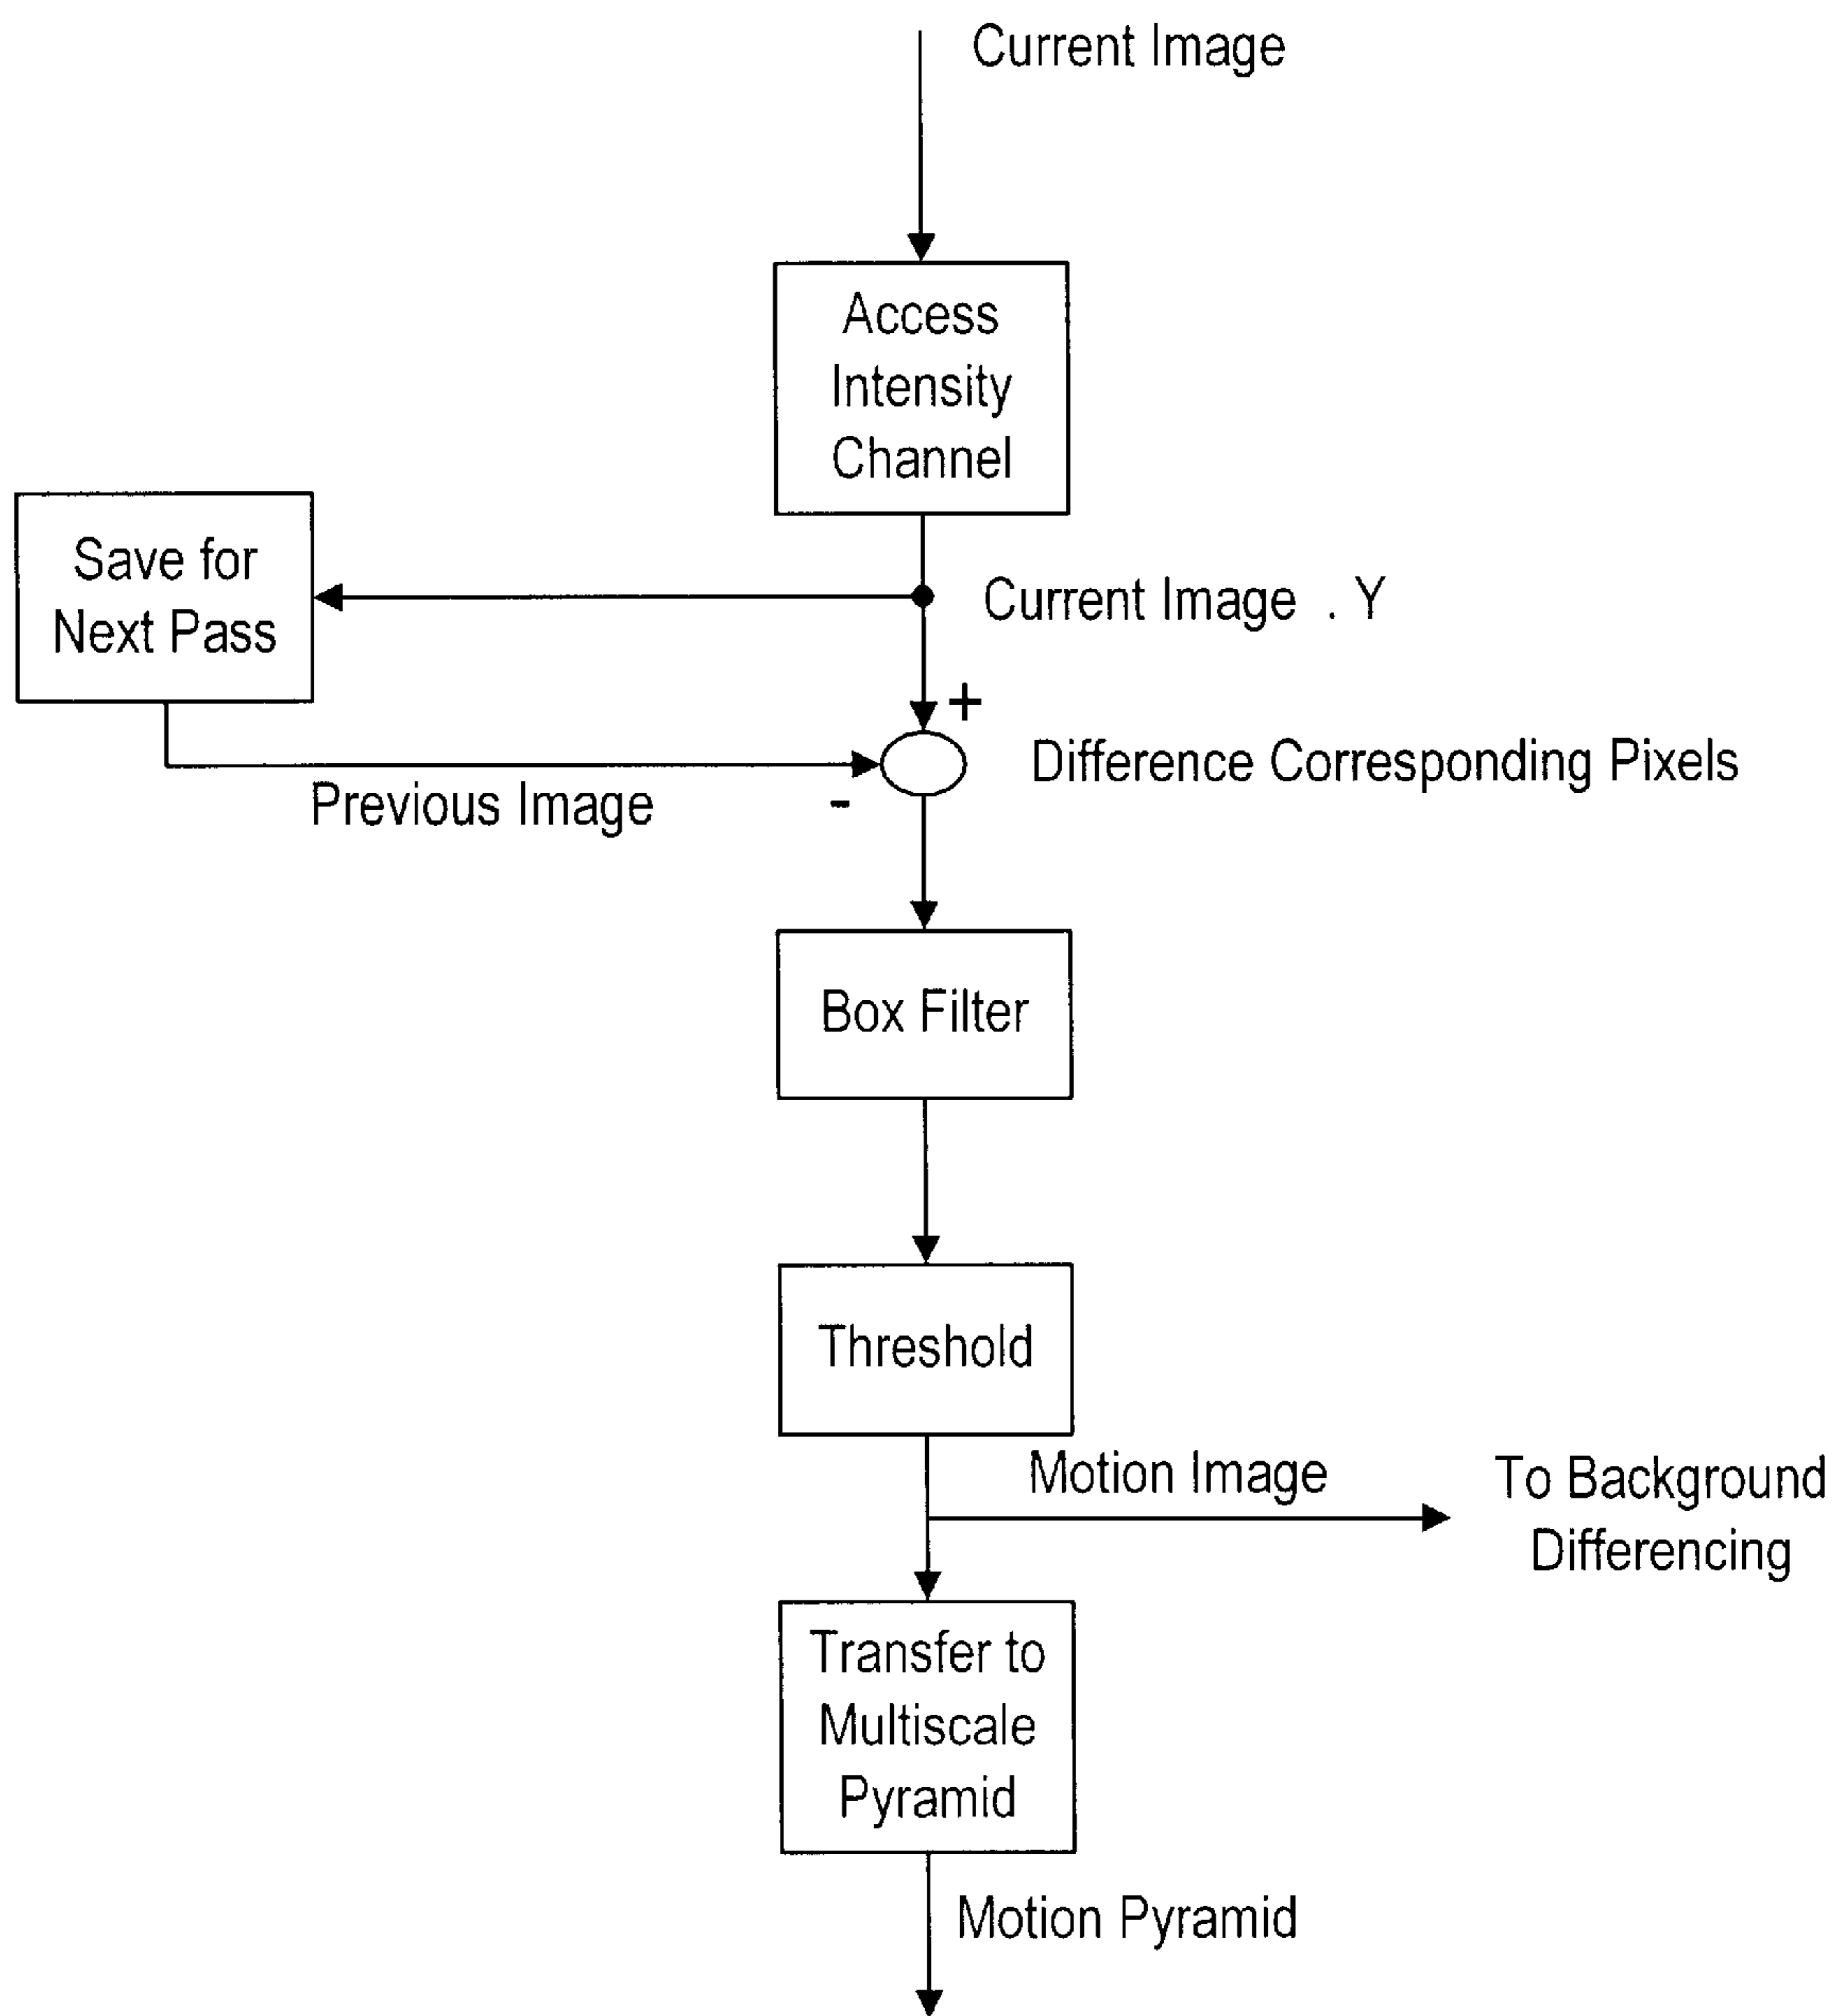 Current Image
Access
Intensity
Channel
Save for
Next Pass
Current Image . Y
+
Difference Corresponding Pixels
Previous Image
-
Box Filter
Threshold
Motion Image
To Background
Differencing
Transfer to
Multiscale
Pyramid
Motion Pyramid